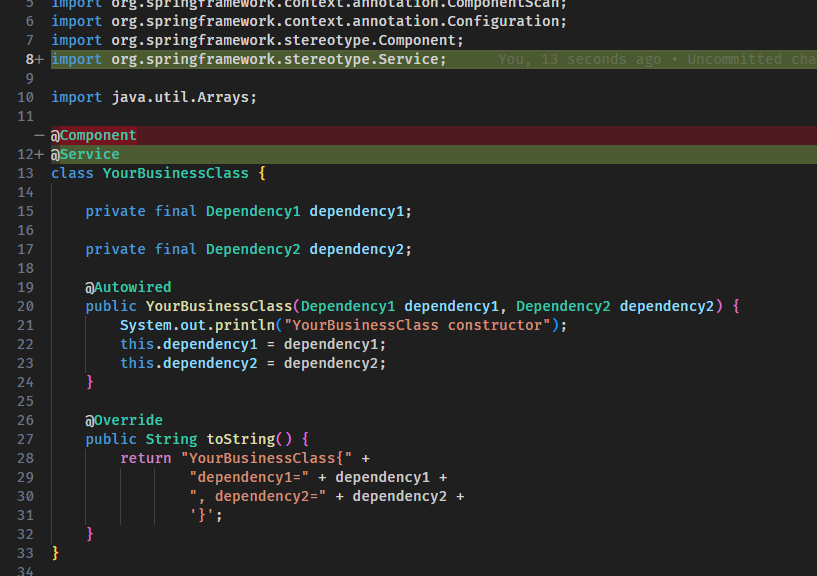 5 import org.springframework.context.annotation.ComponentScan;
6 import org.springframework.context.annotation.Configuration;
7 import org.springframework.stereotype.Component;
8+ import org.springframework.stereotype.Service; You, 13 seconds ago • Uncommitted cha
9
10 import java.util.Arrays;
11
— @Component
12+ @Service
13 class YourBusinessClass {
14
15     private final Dependency1 dependency1;
16
17     private final Dependency2 dependency2;
18
19     @Autowired
20     public YourBusinessClass(Dependency1 dependency1, Dependency2 dependency2) {
21         System.out.println("YourBusinessClass constructor");
22         this.dependency1 = dependency1;
23         this.dependency2 = dependency2;
24     }
25
26     @Override
27     public String toString() {
28         return "YourBusinessClass{" +
29                 "dependency1=" + dependency1 +
30                 ", dependency2=" + dependency2 +
31                 '}';
32     }
33 }
34